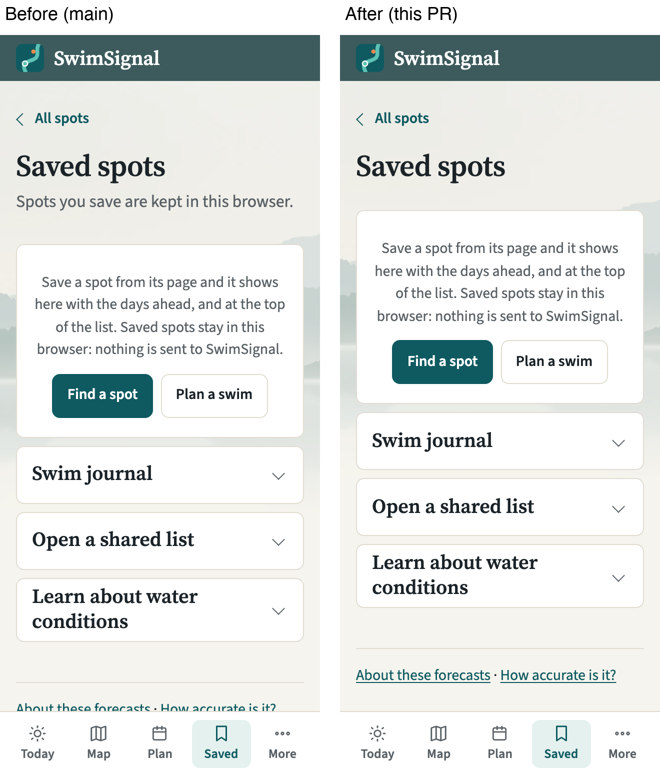 Before (main)
SwimSignal
All spots
Saved spots
Spots you save are kept in this browser.
Save a spot from its page and it shows
here with the days ahead, and at the top
of the list. Saved spots stay in this
browser: nothing is sent to SwimSignal.
Find a spot
Plan a swim
Swim journal
Open a shared list
Learn about water
conditions
About these forecasts · How accurate is it?
Today
Map
Plan
Saved
More
After (this PR)
SwimSignal
All spots
Saved spots
Save a spot from its page and it shows
here with the days ahead, and at the top
of the list. Saved spots stay in this
browser: nothing is sent to SwimSignal.
Find a spot
Plan a swim
Swim journal
Open a shared list
Learn about water
conditions
About these forecasts · How accurate is it?
Today
Map
Plan
Saved
More